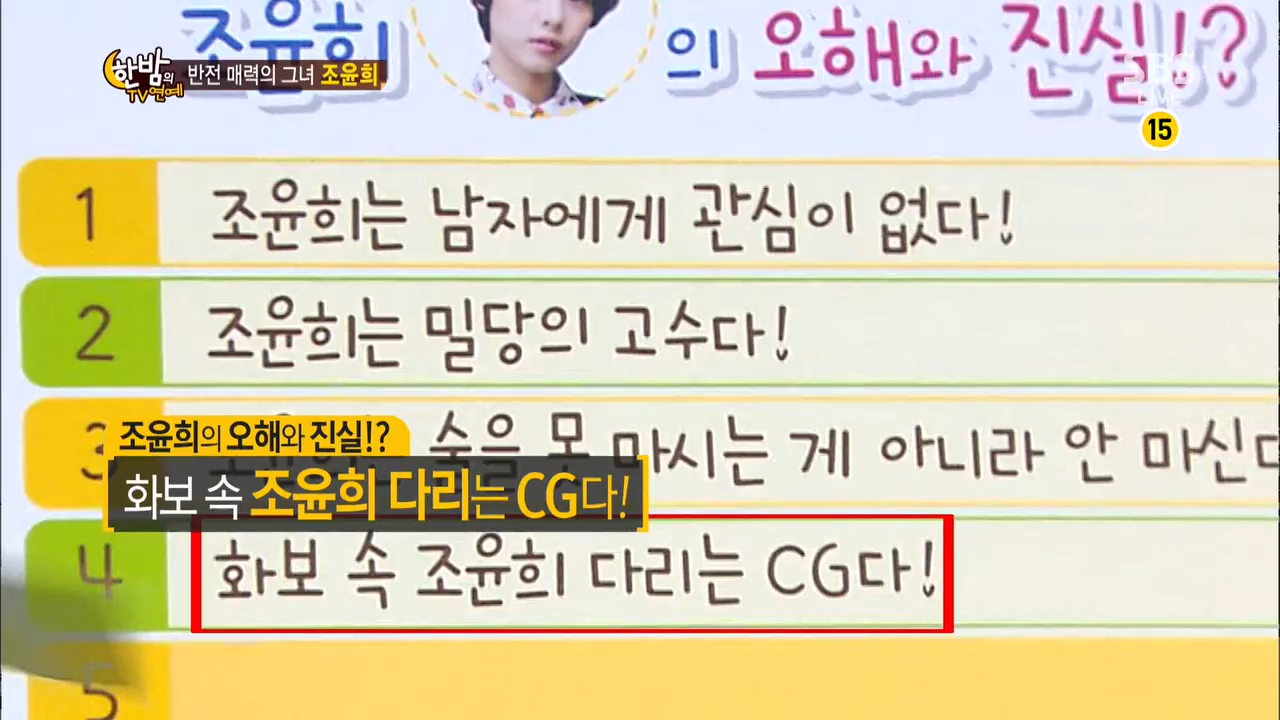 조윤희의 오해와 진실!?
한밤의 TV연예
반전 매력의 그녀 조윤희
SBS
LIVE
15
1 조윤희는 남자에게 관심이 없다!
2 조윤희는 밀당의 고수다!
3 술을 못 마시는 게 아니라 안 마신다
조윤희의 오해와 진실!?
화보 속 조윤희 다리는 CG다!
4 화보 속 조윤희 다리는 CG다!
5